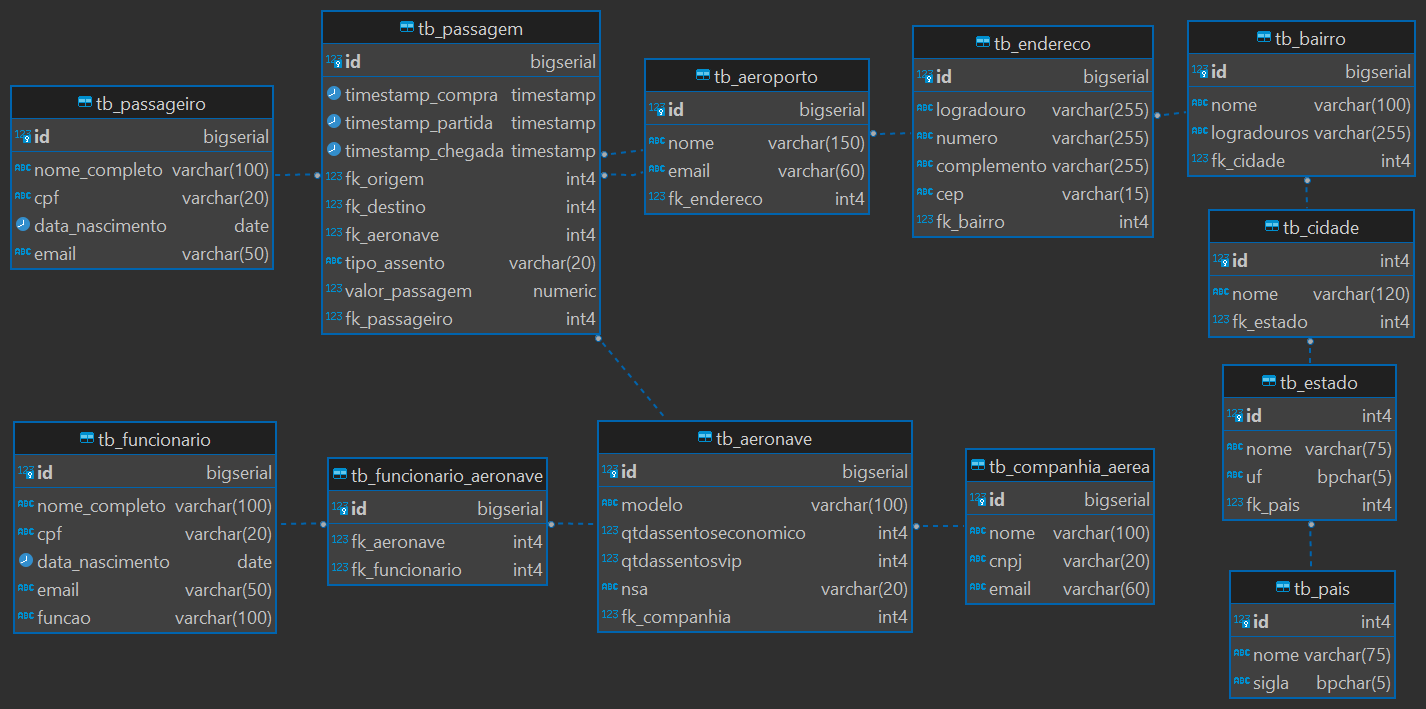 tb_passageiro
id bigserial
nome_completo varchar(100)
cpf varchar(20)
data_nascimento date
email varchar(50)
tb_passagem
id bigserial
timestamp_compra timestamp
timestamp_partida timestamp
timestamp_chegada timestamp
fk_origem int4
fk_destino int4
fk_aeronave int4
tipo_assento varchar(20)
valor_passagem numeric
fk_passageiro int4
tb_aeroporto
id bigserial
nome varchar(150)
email varchar(60)
fk_endereco int4
tb_endereco
id bigserial
logradouro varchar(255)
numero varchar(255)
complemento varchar(255)
cep varchar(15)
fk_bairro int4
tb_bairro
id bigserial
nome varchar(100)
logradouros varchar(255)
fk_cidade int4
tb_cidade
id int4
nome varchar(120)
fk_estado int4
tb_estado
id int4
nome varchar(75)
uf bpchar(5)
fk_pais int4
tb_pais
id int4
nome varchar(75)
sigla bpchar(5)
tb_funcionario
id bigserial
nome_completo varchar(100)
cpf varchar(20)
data_nascimento date
email varchar(50)
funcao varchar(100)
tb_funcionario_aeronave
id bigserial
fk_aeronave int4
fk_funcionario int4
tb_aeronave
id bigserial
modelo varchar(100)
qtdassentoseconomico int4
qtdassentosvip int4
nsa varchar(20)
fk_companhia int4
tb_companhia_aerea
id bigserial
nome varchar(100)
cnpj varchar(20)
email varchar(60)